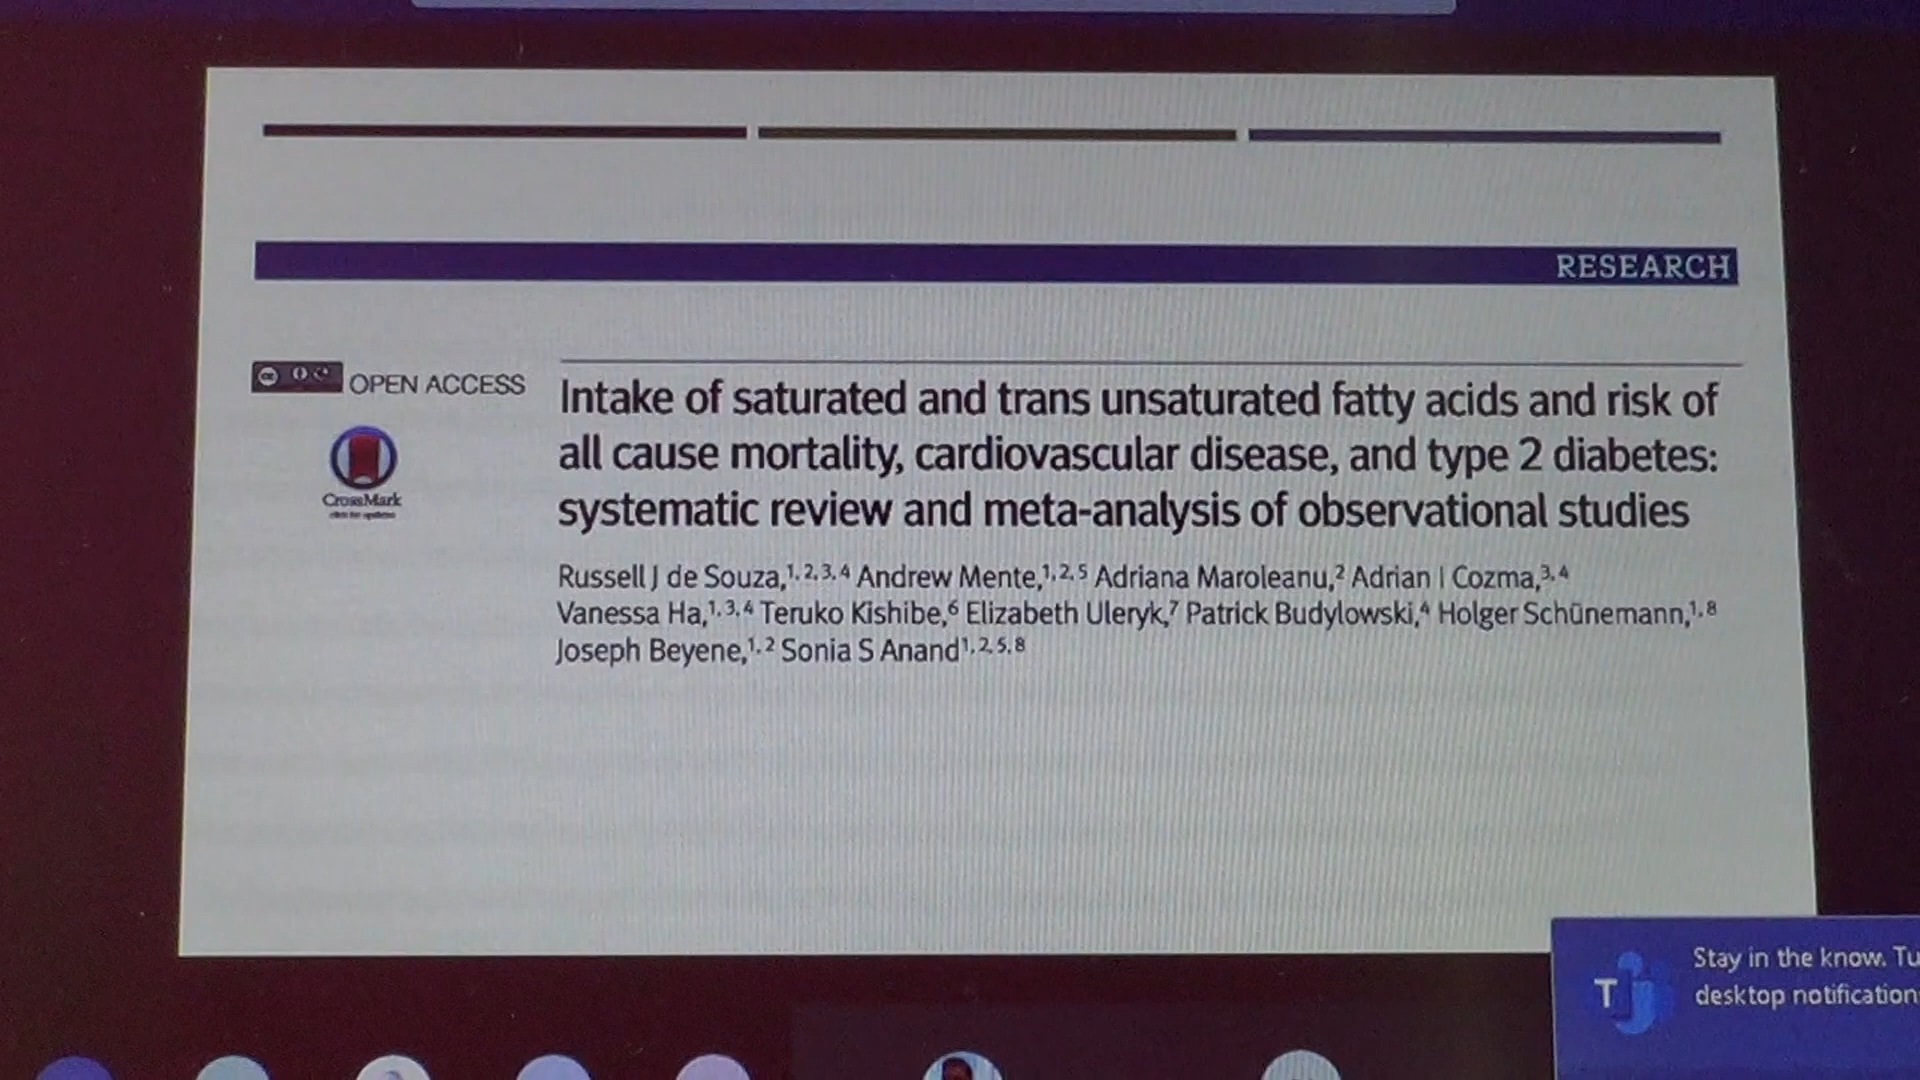 RESEARCH
OPEN ACCESS
CrossMark
Intake of saturated and trans unsaturated fatty acids and risk of
all cause mortality, cardiovascular disease, and type 2 diabetes:
systematic review and meta-analysis of observational studies
Russell J de Souza,1, 2, 3, 4 Andrew Mente,1, 2, 5 Adriana Maroleanu,2 Adrian I Cozma,3, 4
Vanessa Ha,1, 3, 4 Teruko Kishibe,6 Elizabeth Uleryk,7 Patrick Budylowski,4 Holger Schünemann,1, 8
Joseph Beyene,1, 2 Sonia S Anand1, 2, 5, 8
Stay in the know. Tu
desktop notification
T